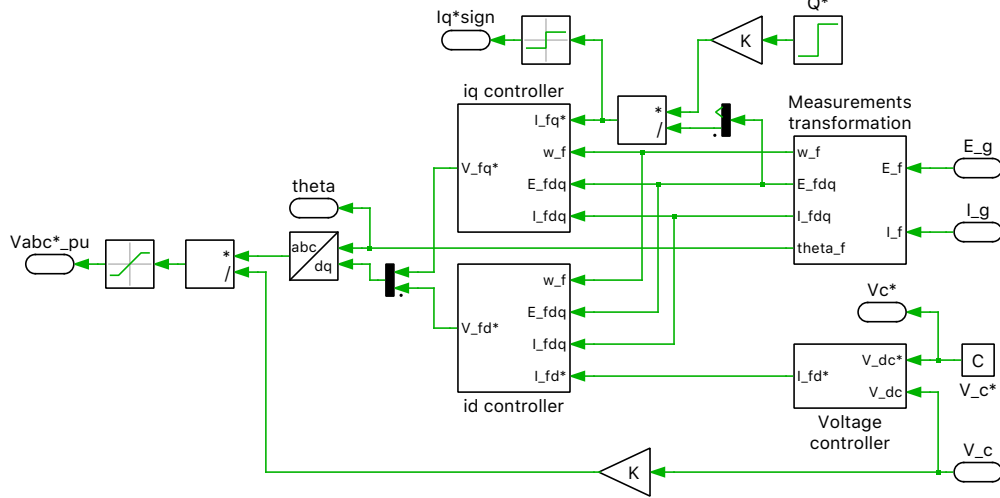 Q*
Iq*sign
K
iq controller
Measurements
transformation
I_fq*
*
/
w_f
w_f
E_g
E_f
V_fq*
E_fdq
E_fdq
theta
I_fdq
I_fdq
I_g
I_f
Vabc*_pu
abc
dq
*
/
theta_f
w_f
E_fdq
Vc*
V_fd*
I_fdq
V_dc*
C
I_fd*
I_fd*
V_dc
V_c*
id controller
Voltage
controller
V_c
K